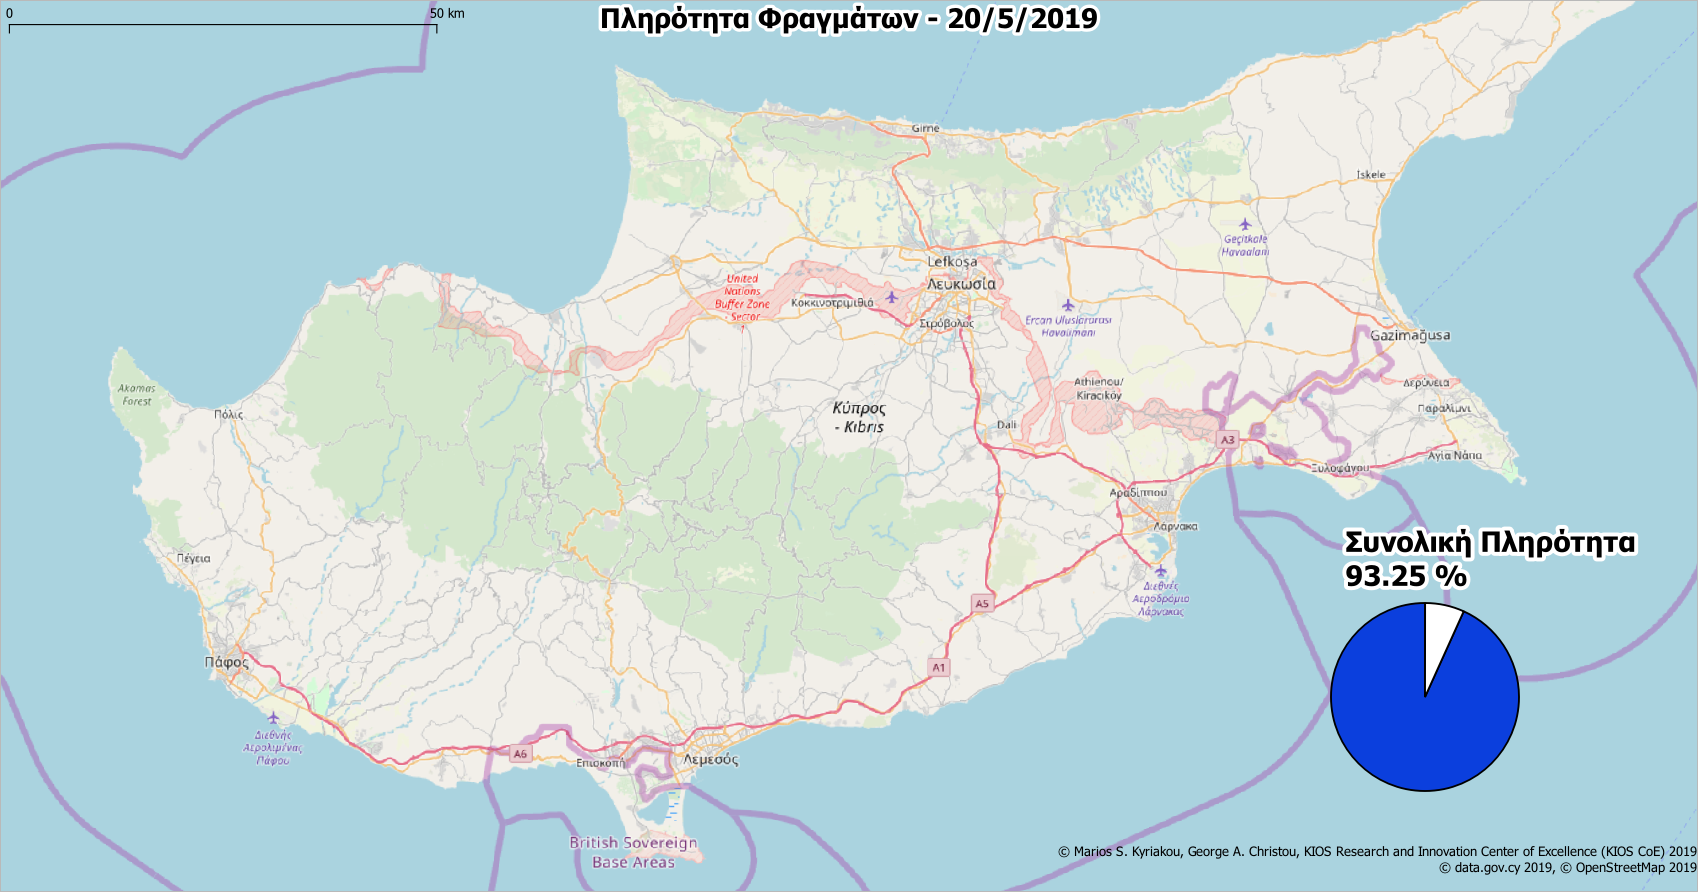 0 50 km
Πληρότητα Φραγμάτων - 20/5/2019
Girne
İskele
Geçitkale
Havaalanı
Lefkoşa
Λευκωσία
United
Nations
Buffer Zone
- Sector
Κοκκινοτριμιθιά
Στρόβολος
Ercan Uluslararası
Havalimanı
Gazimağusa
Akamas
Forest
Πόλις
Κύπρος
- Kıbrıs
Athienou/
Kiracıköy
Δερύνεια
Παραλίμνι
Dali
A3
Ξυλοφάγου
Αγία Νάπα
Αραδίππου
Λάρνακα
Πέγεια
Διεθνής
Αεροδρόμιο
Λάρνακας
Συνολική Πληρότητα
93.25 %
A5
Πάφος
A1
Διεθνής
Αερολιμένας
Πάφου
A6
Επισκοπή
Λεμεσός
British Sovereign
Base Areas
© Marios S. Kyriakou, George A. Christou, KIOS Research and Innovation Center of Excellence (KIOS CoE) 2019
© data.gov.cy 2019, © OpenStreetMap 2019